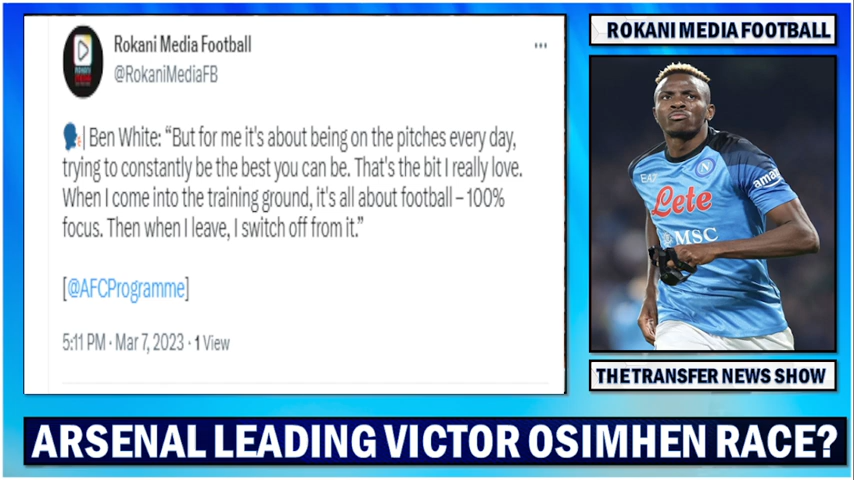 Rokani Media Football
@RokaniMediaFB
| Ben White: “But for me it's about being on the pitches every day,
trying to constantly be the best you can be. That's the bit I really love.
When I come into the training ground, it's all about football – 100%
focus. Then when I leave, I switch off from it.”
[@AFCProgramme]
5:11 PM · Mar 7, 2023 · 1 View
ROKANI MEDIA FOOTBALL
EA7
Lete
MSC
ama
THE TRANSFER NEWS SHOW
ARSENAL LEADING VICTOR OSIMHEN RACE?